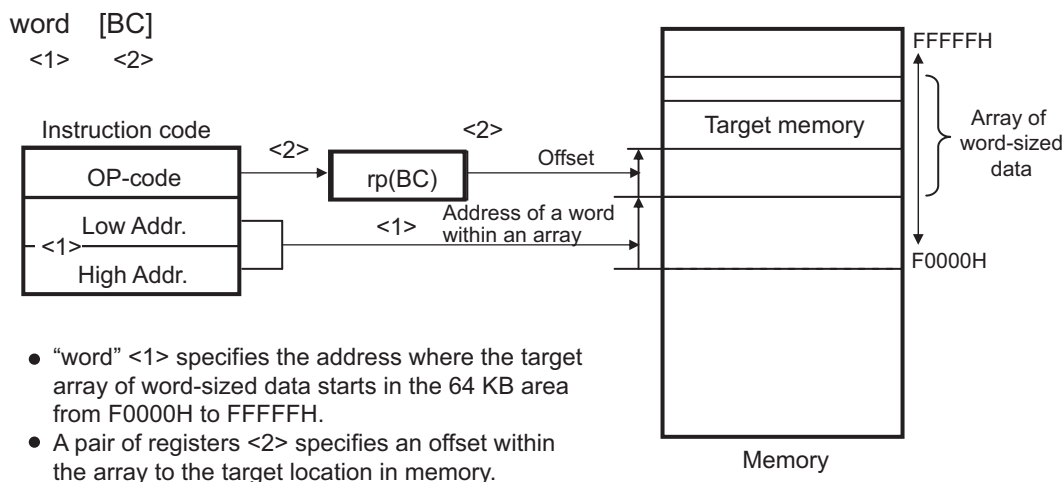 word [BC]
<1> <2>
Instruction code
OP-code
Low Addr.
<1>
High Addr.
<2>
rp(BC)
<2>
Offset
<1>
Address of a word
within an array
Target memory
FFFFFH
Array of
word-sized
data
F0000H
Memory
● “word” <1> specifies the address where the target
array of word-sized data starts in the 64 KB area
from F0000H to FFFFFH.
● A pair of registers <2> specifies an offset within
the array to the target location in memory.